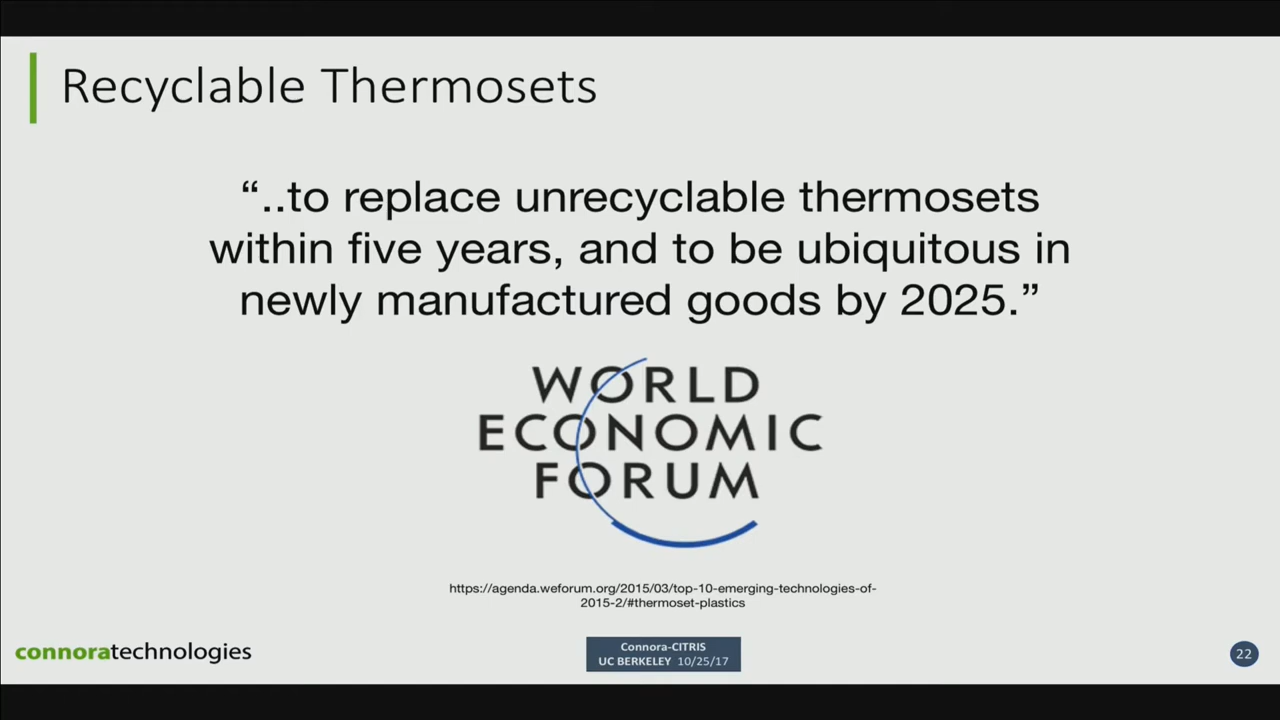 Recyclable Thermosets
“..to replace unrecyclable thermosets
within five years, and to be ubiquitous in
newly manufactured goods by 2025.”
WORLD
ECONOMIC
FORUM
https://agenda.weforum.org/2015/03/top-10-emerging-technologies-of-
2015-2/#thermoset-plastics
connoratechnologies
Connora-CITRIS
UC BERKELEY 10/25/17
22